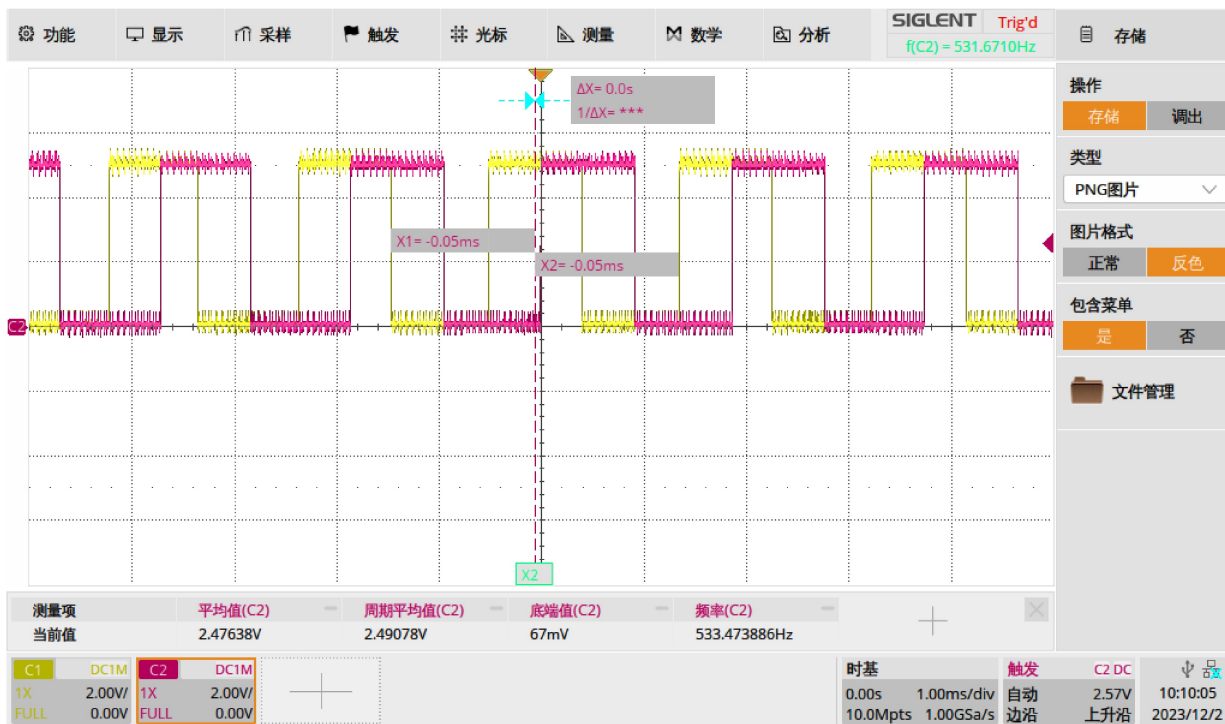 功能
显示
采样
触发
光标
测量
数学
分析
SIGLENT Trig'd
f(C2) = 531.6710Hz
存储
操作
存储 调出
类型
PNG图片
图片格式
正常 反色
包含菜单
是 否
文件管理
ΔX= 0.0s
1/ΔX= ***
X1= -0.05ms
X2= -0.05ms
C2
X2
测量项 平均值(C2) 周期平均值(C2) 底端值(C2) 频率(C2)
当前值 2.47638V 2.49078V 67mV 533.473886Hz
C1 DC1M
1X 2.00V/
FULL 0.00V
C2 DC1M
1X 2.00V/
FULL 0.00V
时基
0.00s 1.00ms/div
10.0Mpts 1.00GSa/s
触发 C2 DC
自动 2.57V
边沿 上升沿
10:10:05
2023/12/2